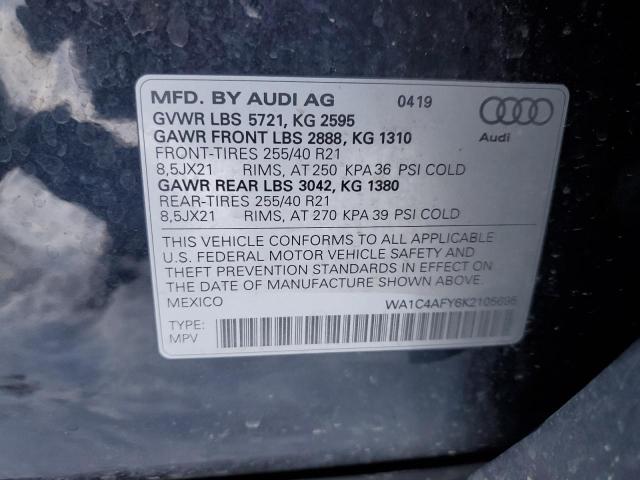 MFD. BY AUDI AG 0419
GVWR LBS 5721, KG 2595
GAWR FRONT LBS 2888, KG 1310
FRONT-TIRES 255/40 R21
8,5JX21 RIMS, AT 250 KPA 36 PSI COLD
GAWR REAR LBS 3042, KG 1380
REAR-TIRES 255/40 R21
8,5JX21 RIMS, AT 270 KPA 39 PSI COLD
Audi
THIS VEHICLE CONFORMS TO ALL APPLICABLE
U.S. FEDERAL MOTOR VEHICLE SAFETY AND
THEFT PREVENTION STANDARDS IN EFFECT ON
THE DATE OF MANUFACTURE SHOWN ABOVE.
MEXICO WA1C4AFY6K2105695
TYPE:
MPV